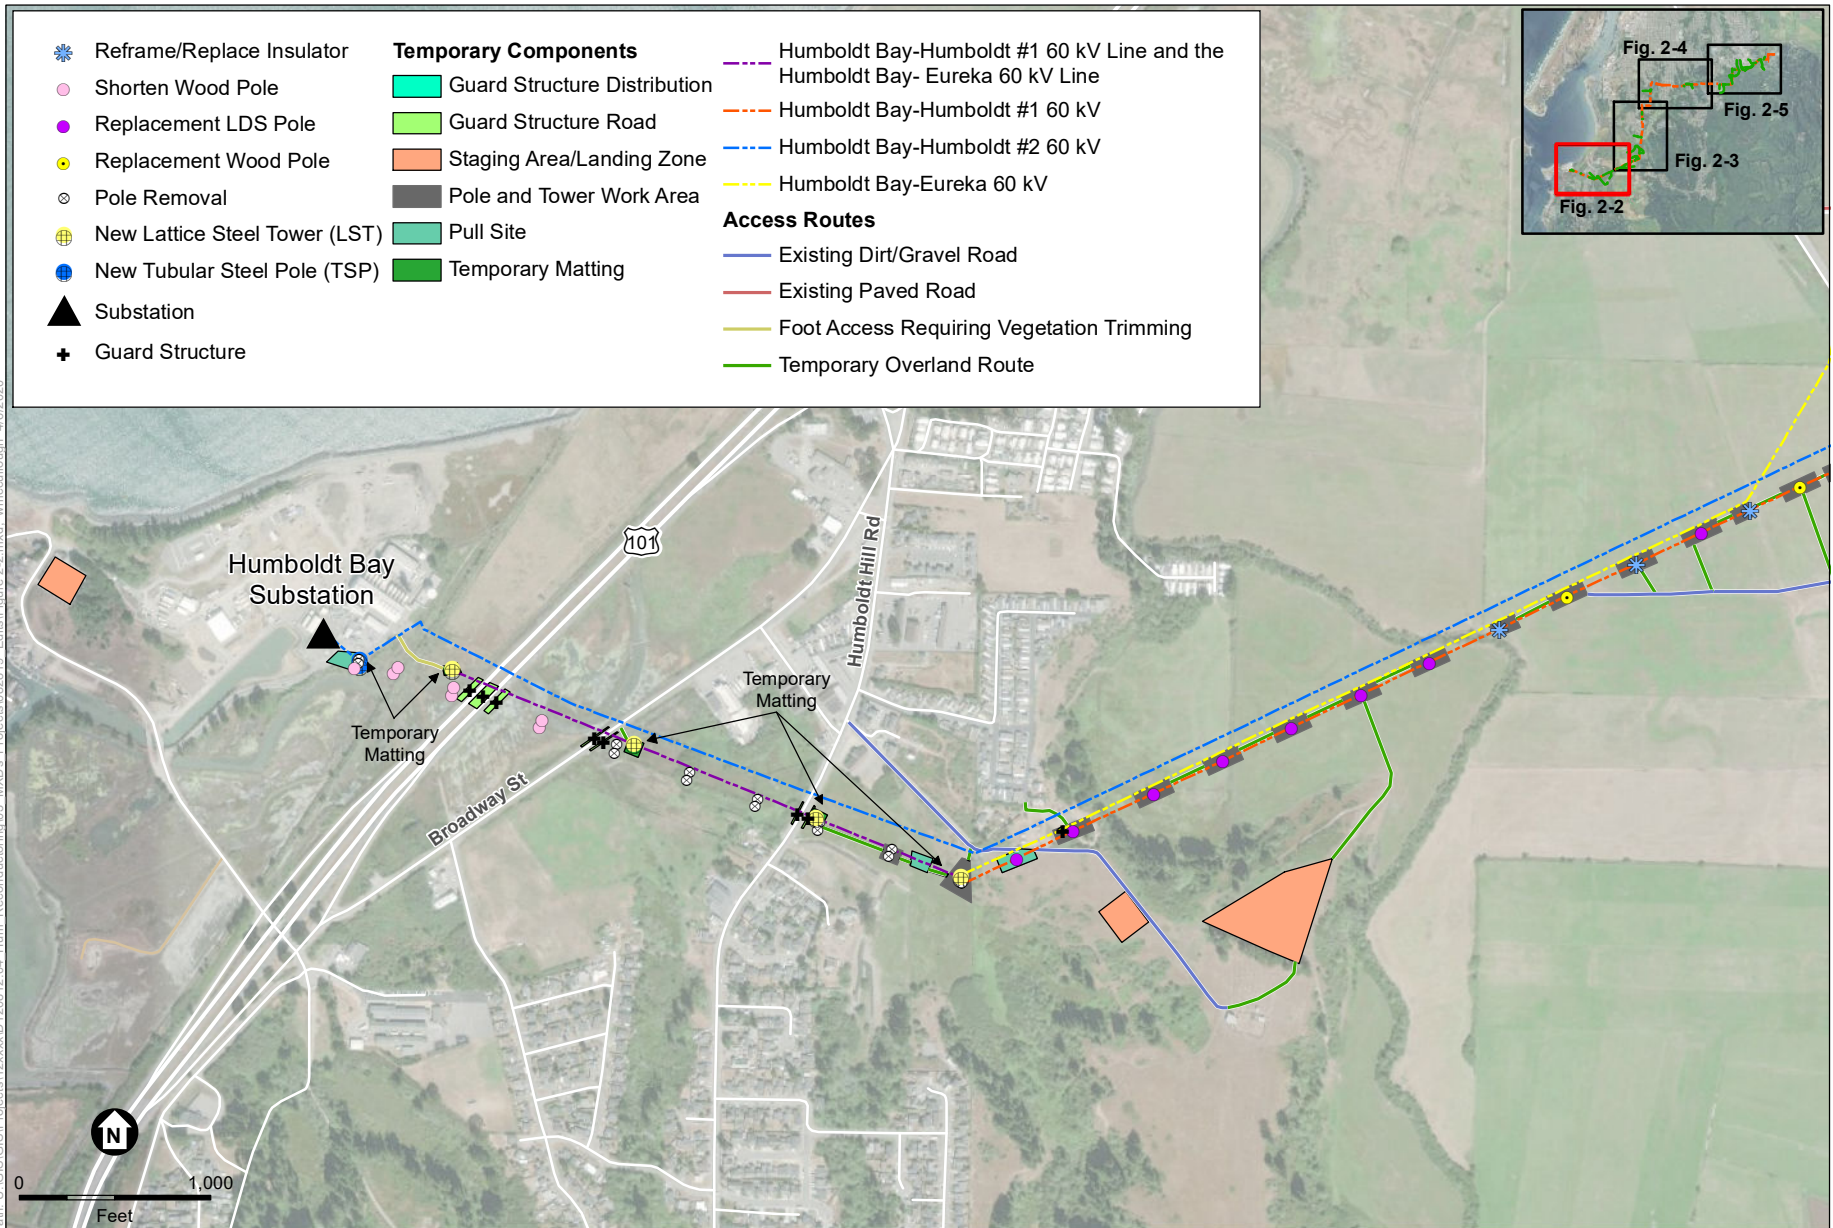 Reframe/Replace Insulator
Shorten Wood Pole
Replacement LDS Pole
Replacement Wood Pole
Pole Removal
New Lattice Steel Tower (LST)
New Tubular Steel Pole (TSP)
Substation
Guard Structure
Temporary Components
Guard Structure Distribution
Guard Structure Road
Staging Area/Landing Zone
Pole and Tower Work Area
Pull Site
Temporary Matting
Humboldt Bay-Humboldt #1 60 kV Line and the
Humboldt Bay- Eureka 60 kV Line
Humboldt Bay-Humboldt #1 60 kV
Humboldt Bay-Humboldt #2 60 kV
Humboldt Bay-Eureka 60 kV
Access Routes
Existing Dirt/Gravel Road
Existing Paved Road
Foot Access Requiring Vegetation Trimming
Temporary Overland Route
Fig. 2-4
Fig. 2-5
Fig. 2-3
Fig. 2-2
101
Humboldt Hill Rd
Humboldt Bay
Substation
Temporary
Matting
Temporary
Matting
Broadway St
N
0
1,000
Feet